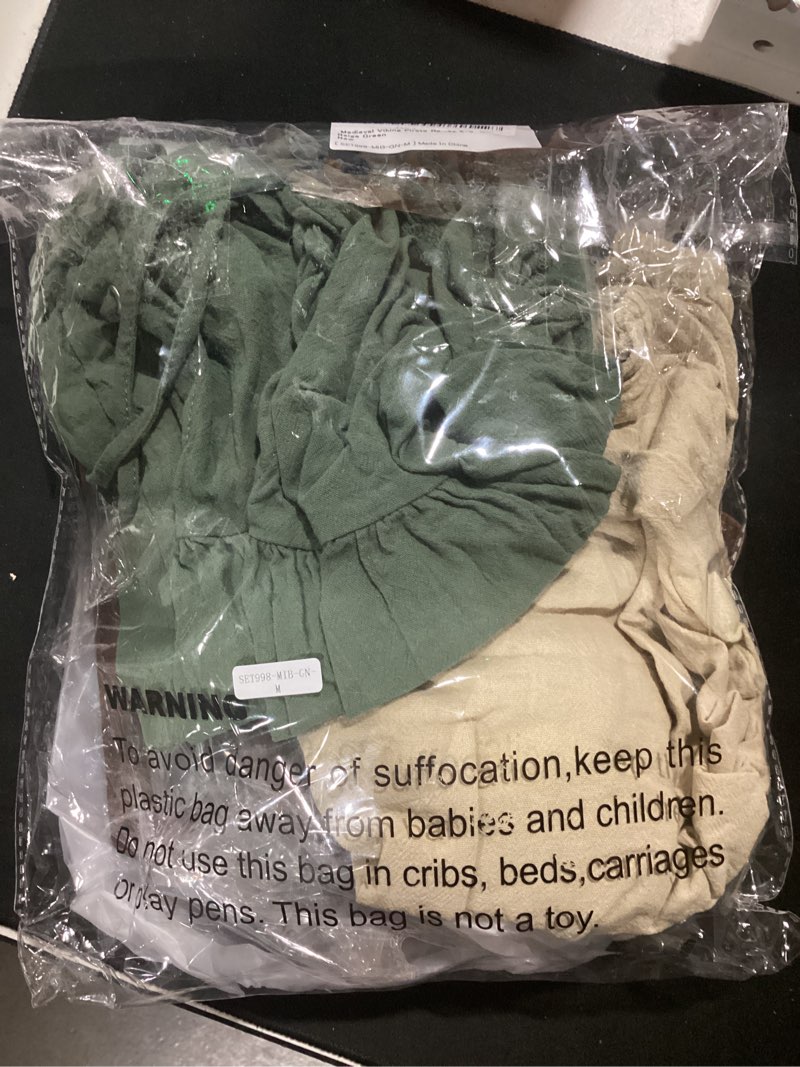 Medieval Viking Pirate
Green
New
Made in China
SET998-MIB-GN-
M
WARNING
To avoid danger of suffocation,keep this
plastic bag away from babies and children.
Do not use this bag in cribs, beds,carriages
or play pens. This bag is not a toy.